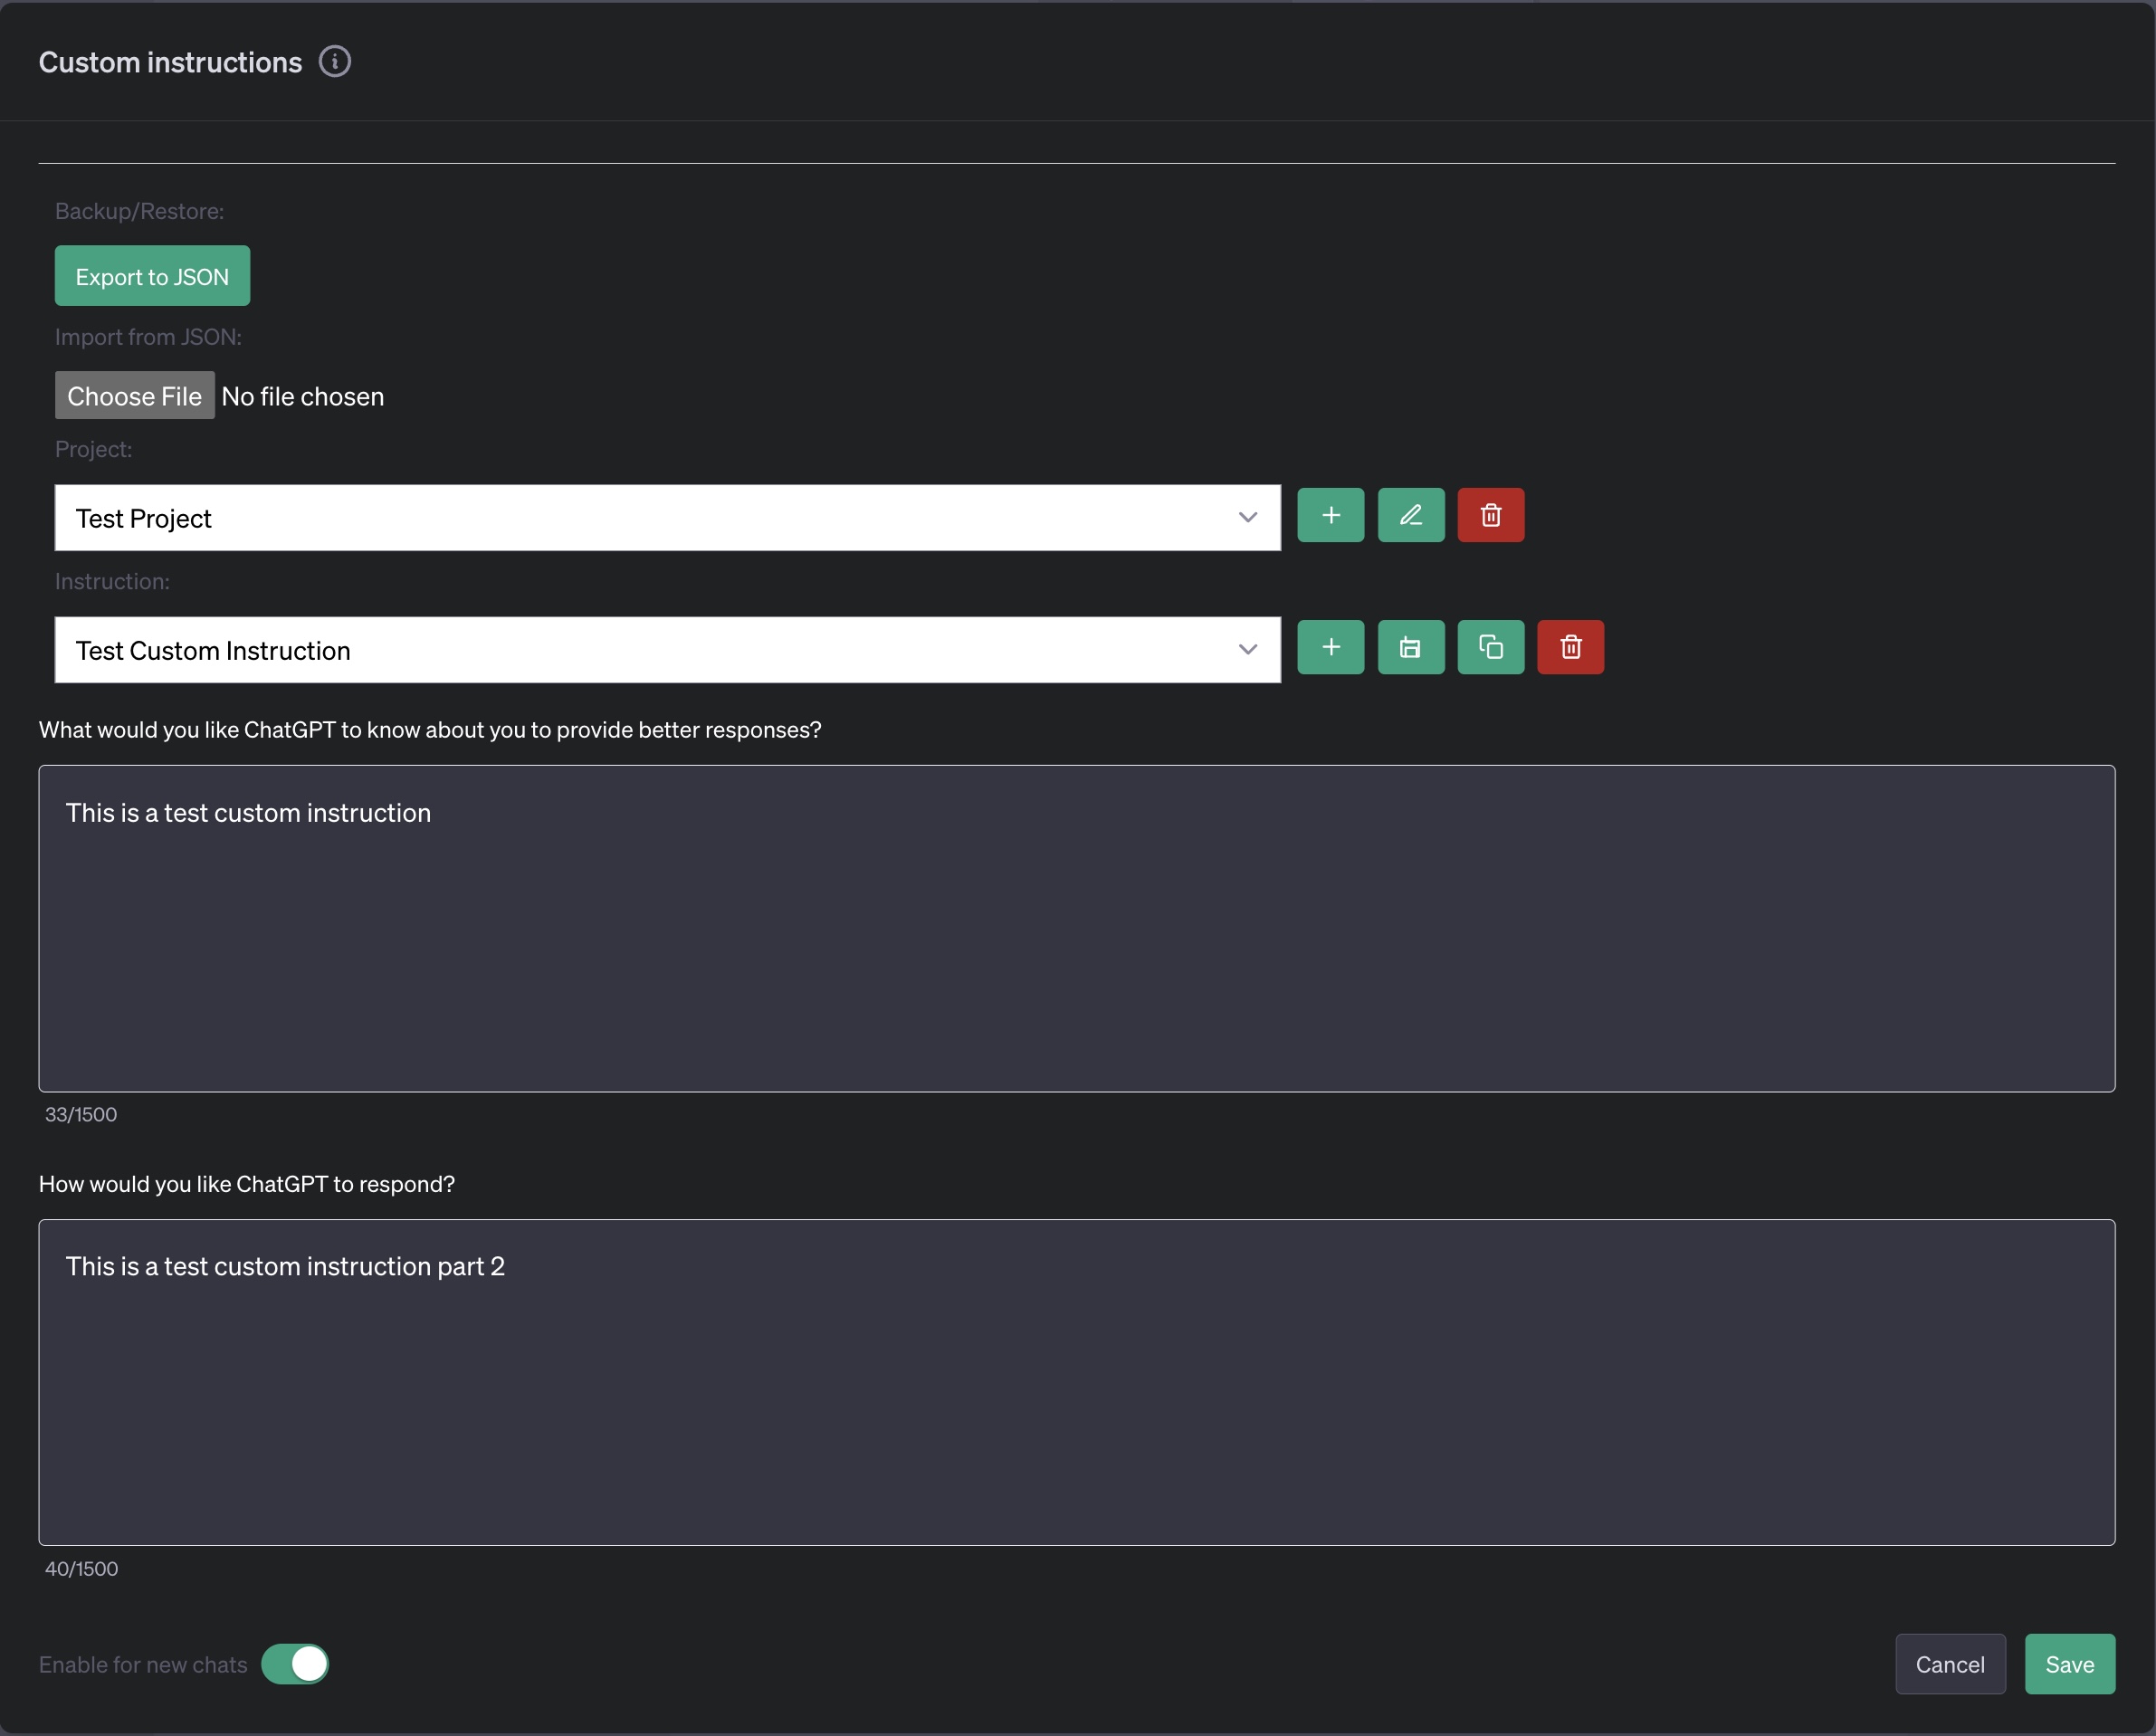 Custom instructions
Backup/Restore:
Export to JSON
Import from JSON:
Choose File No file chosen
Project:
Test Project
Instruction:
Test Custom Instruction
What would you like ChatGPT to know about you to provide better responses?
This is a test custom instruction
33/1500
How would you like ChatGPT to respond?
This is a test custom instruction part 2
40/1500
Enable for new chats
Cancel
Save